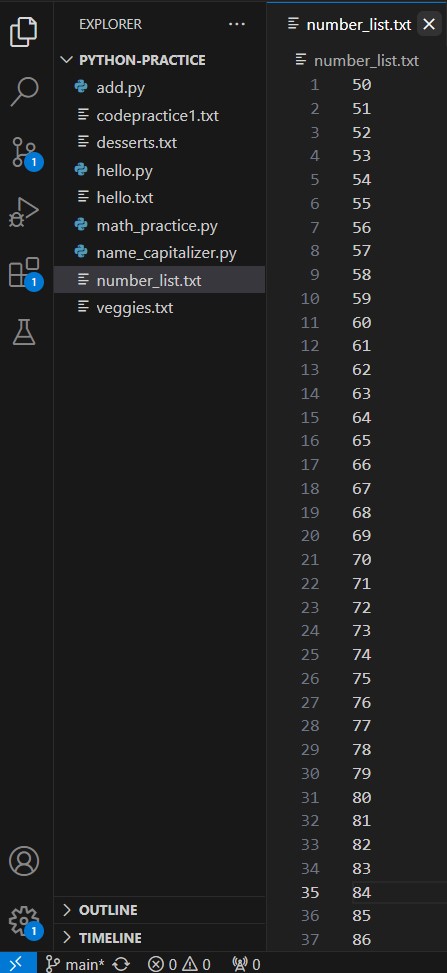 EXPLORER
PYTHON-PRACTICE
add.py
codepractice1.txt
desserts.txt
hello.py
hello.txt
math_practice.py
name_capitalizer.py
number_list.txt
veggies.txt
1
1
1
OUTLINE
TIMELINE
number_list.txt
number_list.txt
1 50
2 51
3 52
4 53
5 54
6 55
7 56
8 57
9 58
10 59
11 60
12 61
13 62
14 63
15 64
16 65
17 66
18 67
19 68
20 69
21 70
22 71
23 72
24 73
25 74
26 75
27 76
28 77
29 78
30 79
31 80
32 81
33 82
34 83
35 84
36 85
37 86
main* 0 0 0